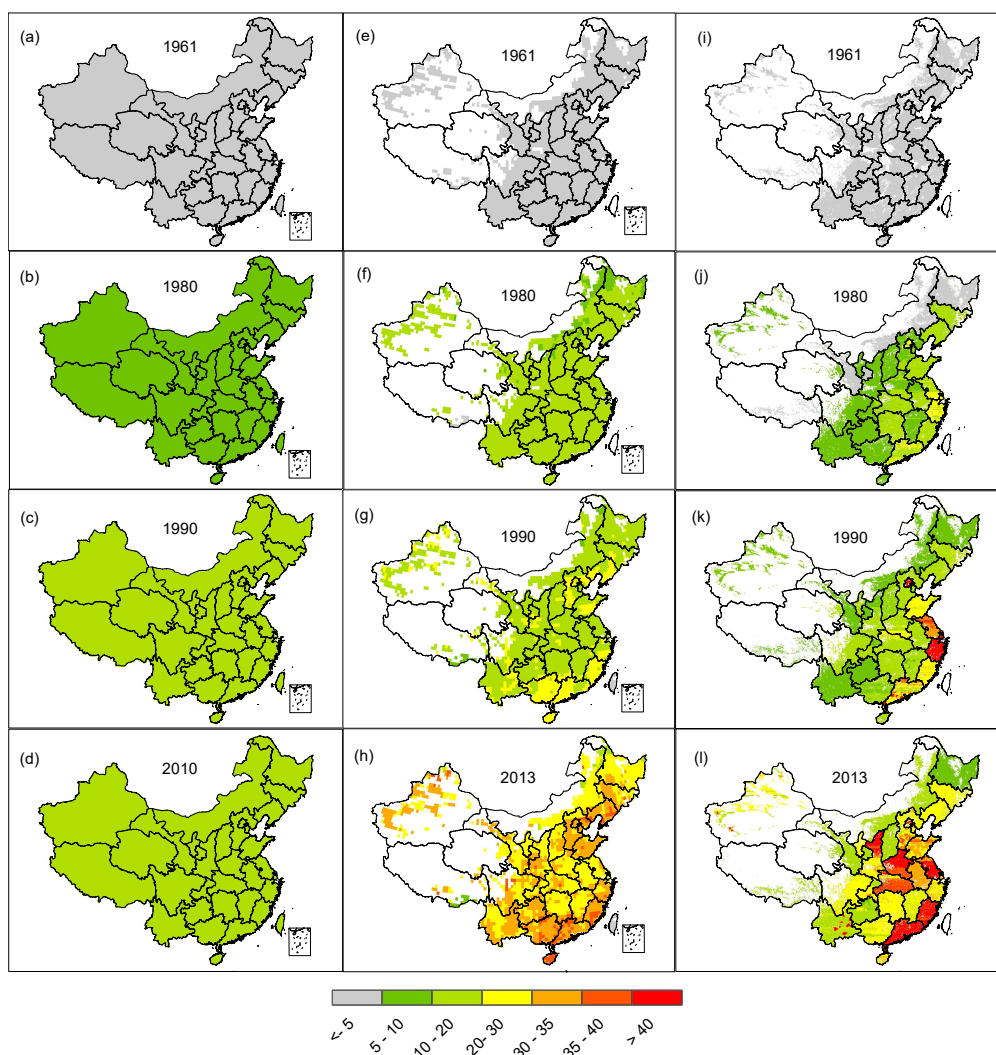 (a) 1961
(e) 1961
(i) 1961
(b) 1980
(f) 1980
(j) 1980
(c) 1990
(g) 1990
(k) 1990
(d) 2010
(h) 2013
(l) 2013
<- 5
5 - 10
10 - 20
20- 30
30 - 35
35 - 40
> 40